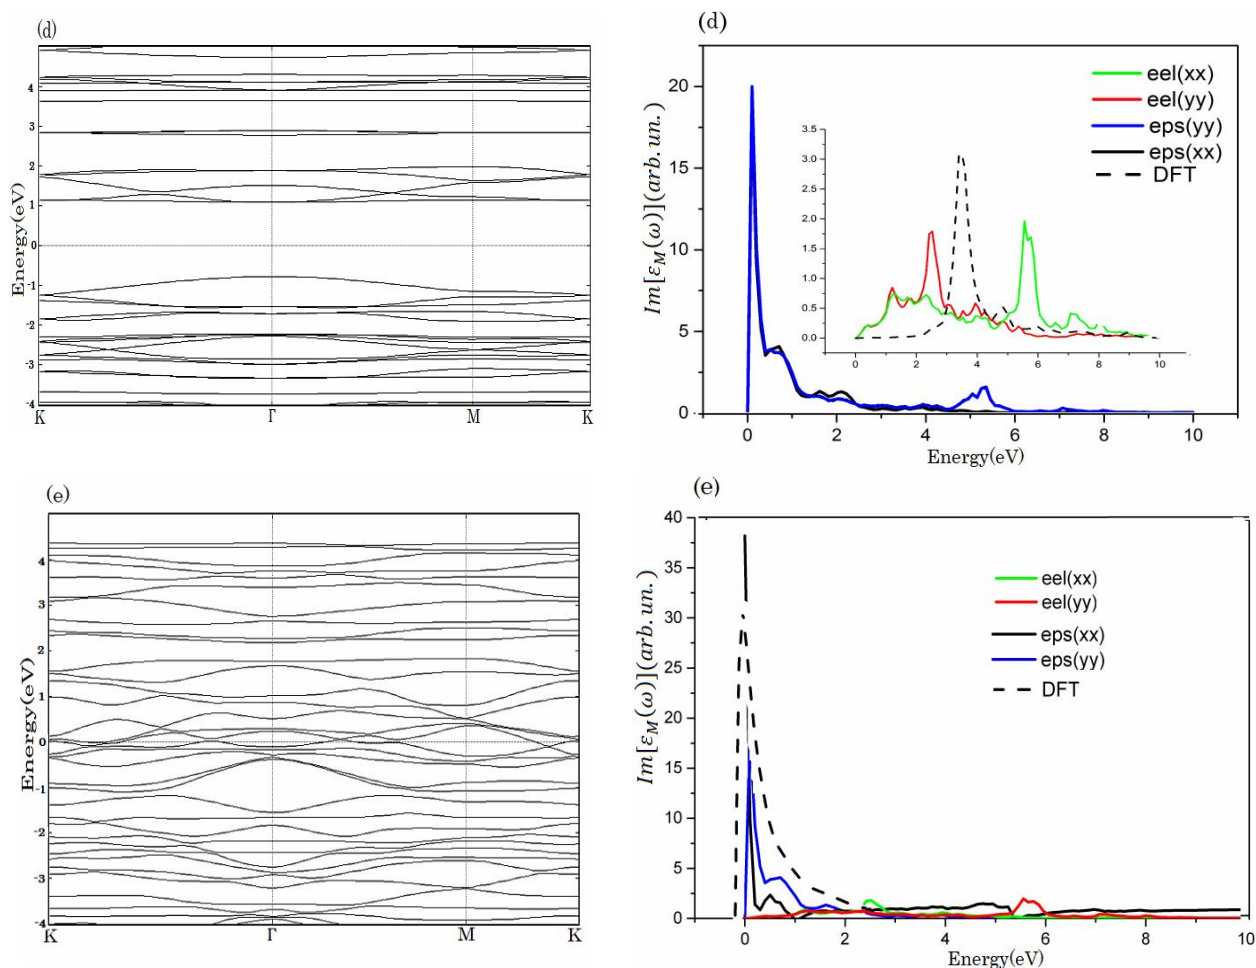 (d)
4
3
2
1
0
-1
-2
-3
-4
Energy(eV)
K Γ M K
(d)
20
15
10
5
0
Im[ε_M(ω)](arb.un.)
eel(xx)
eel(yy)
eps(yy)
eps(xx)
DFT
3.5
3.0
2.5
2.0
1.5
1.0
0.5
0.0
0 2 4 6 8 10
0 2 4 6 8 10
Energy(eV)
(e)
4
3
2
1
0
-1
-2
-3
-4
Energy(eV)
K Γ M K
(e)
40
35
30
25
20
15
10
5
0
Im[ε_M(ω)](arb.un.)
eel(xx)
eel(yy)
eps(xx)
eps(yy)
DFT
0 2 4 6 8 10
Energy(eV)